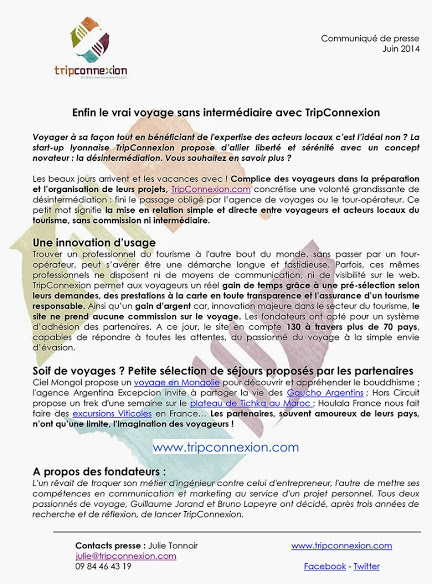 tripconnexion
Communiqué de presse
Juin 2014
Enfin le vrai voyage sans intermédiaire avec TripConnexion
Voyager à sa façon tout en bénéficiant de l'expertise des acteurs locaux c'est l'idéal non ? La
start-up lyonnaise TripConnexion propose d'allier liberté et sérénité avec un concept
novateur : la désintermédiation. Vous souhaitez en savoir plus ?
Les beaux jours arrivent et les vacances avec ! Complice des voyageurs dans la préparation
et l'organisation de leurs projets, TripConnexion.com concrétise une volonté grandissante de
désintermédiation : fini le passage obligé par l'agence de voyages ou le tour-opérateur. Ce
petit mot signifie la mise en relation simple et directe entre voyageurs et acteurs locaux du
tourisme, sans commission ni intermédiaire.
Une innovation d'usage
Trouver un professionnel du tourisme à l'autre bout du monde, sans passer par un tour-
opérateur, peut s'avérer être une démarche longue et fastidieuse. Parfois, ces mêmes
professionnels ne disposent ni de moyens de communication, ni de visibilité sur le web.
TripConnexion permet aux voyageurs un réel gain de temps grâce à une pré-sélection selon
leurs demandes, des prestations à la carte en toute transparence et l'assurance d'un tourisme
responsable. Ainsi qu'un gain d'argent car, innovation majeure dans le secteur du tourisme, le
site ne prend aucune commission sur le voyage. Les fondateurs ont opté pour un système
d'adhésion des partenaires. A ce jour, le site en compte 130 à travers plus de 70 pays,
capables de répondre à toutes les attentes, du passionné du voyage à la simple envie
d'évasion.
Soif de voyages ? Petite sélection de séjours proposés par les partenaires
Ciel Mongol propose un voyage en Mongolie pour découvrir et appréhender le bouddhisme ;
l'agence Argentina Excepcion invite à partager la vie des Gaucho Argentins ; Hors Circuit
propose un trek d'une semaine sur le plateau de Tichka au Maroc ; Houlala France nous fait
faire des excursions Viticoles en France… Les partenaires, souvent amoureux de leurs pays,
n'ont qu'une limite, l'imagination des voyageurs !
www.tripconnexion.com
A propos des fondateurs :
L'un rêvait de troquer son métier d'ingénieur contre celui d'entrepreneur, l'autre de mettre ses
compétences en communication et marketing au service d'un projet personnel. Tous deux
passionnés de voyage, Guillaume Jorand et Bruno Lapeyre ont décidé, après trois années de
recherche et de réflexion, de lancer TripConnexion.
Contacts presse : Julie Tonnoir
www.tripconnexion.com
julie@tripconnexion.com
09 84 46 43 19
Facebook - Twitter